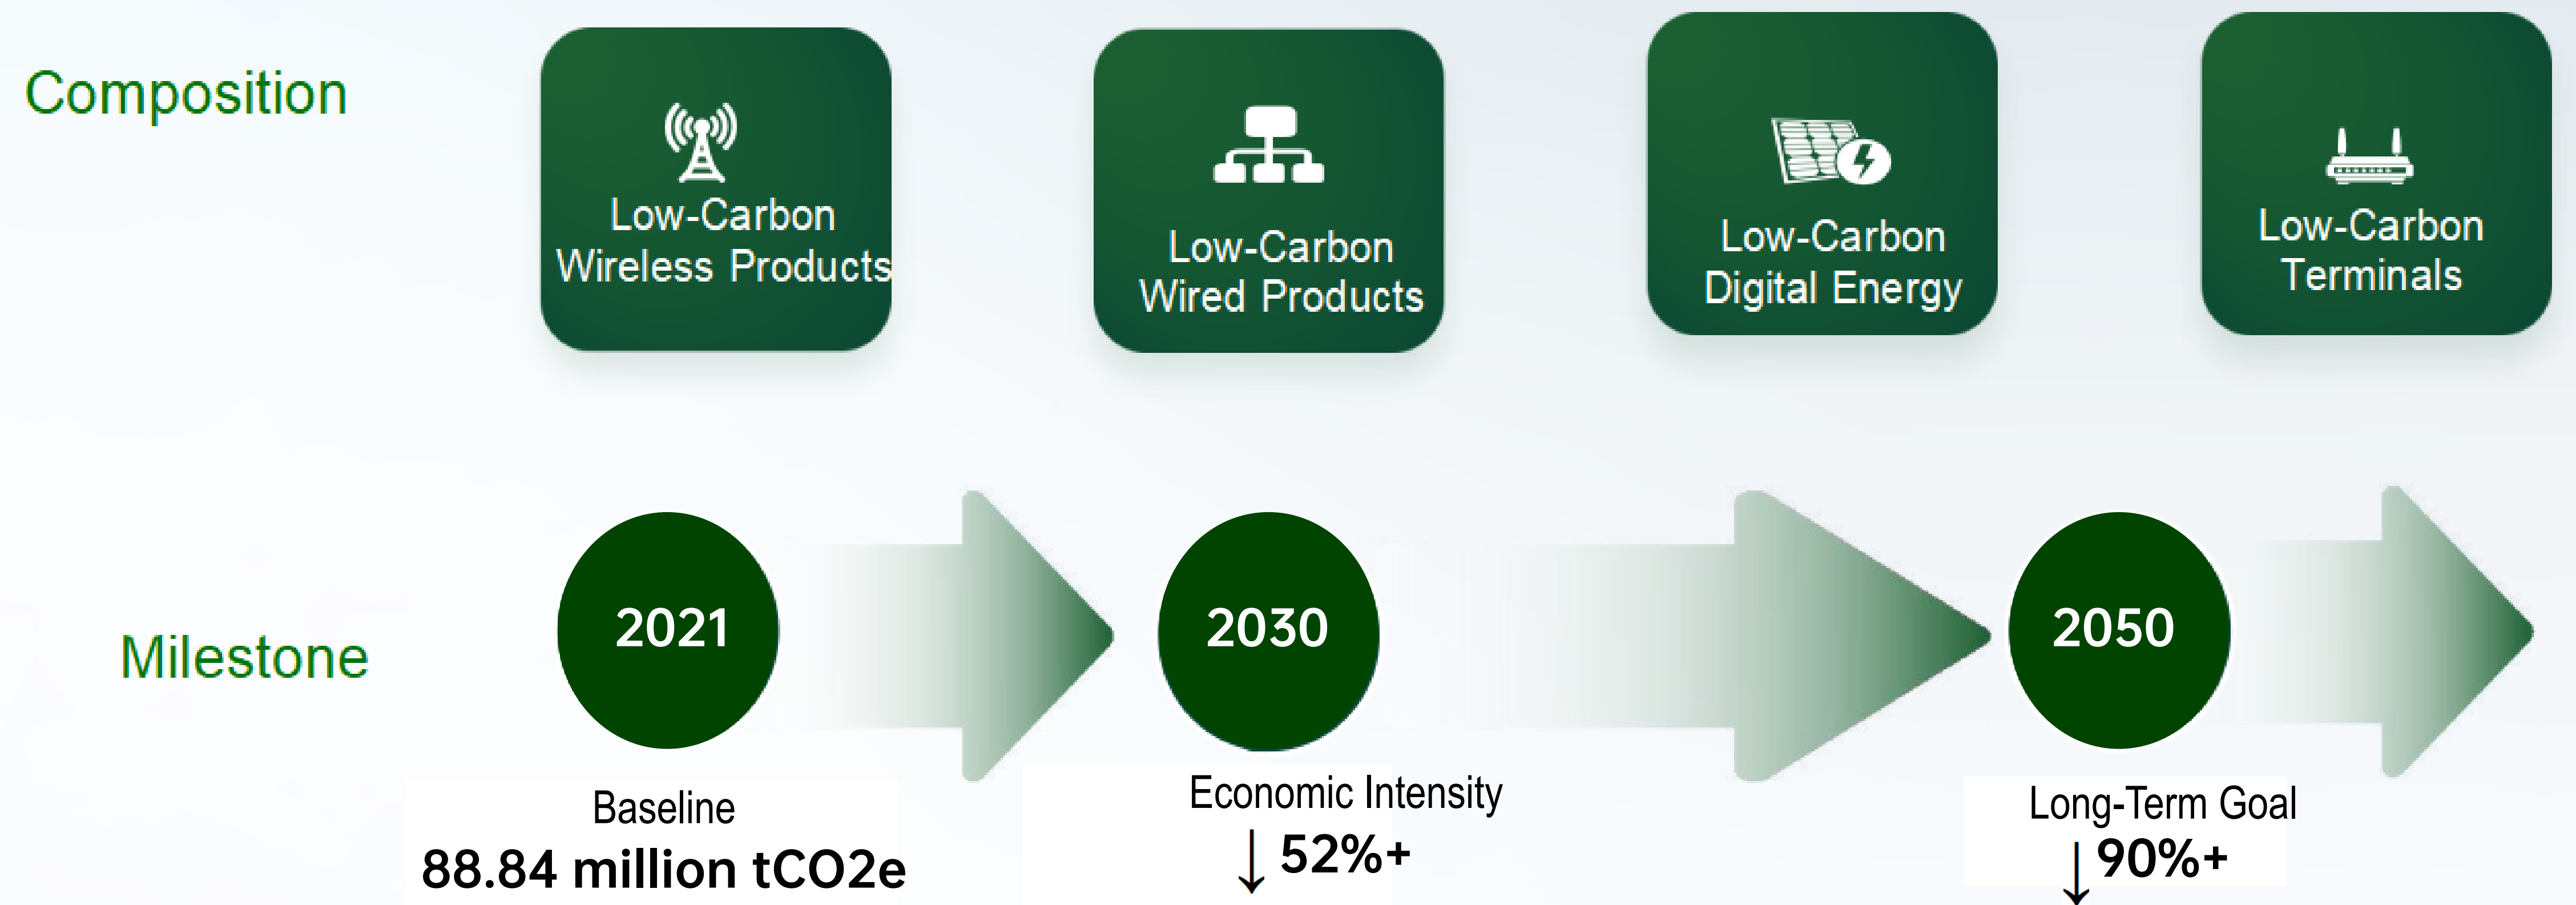 Composition
Low-Carbon
Wireless Products
Low-Carbon
Wired Products
Low-Carbon
Digital Energy
Low-Carbon
Terminals
Milestone
2021
2030
2050
Baseline
88.84 million tCO2e
Economic Intensity
↓ 52%+
Long-Term Goal
↓ 90%+